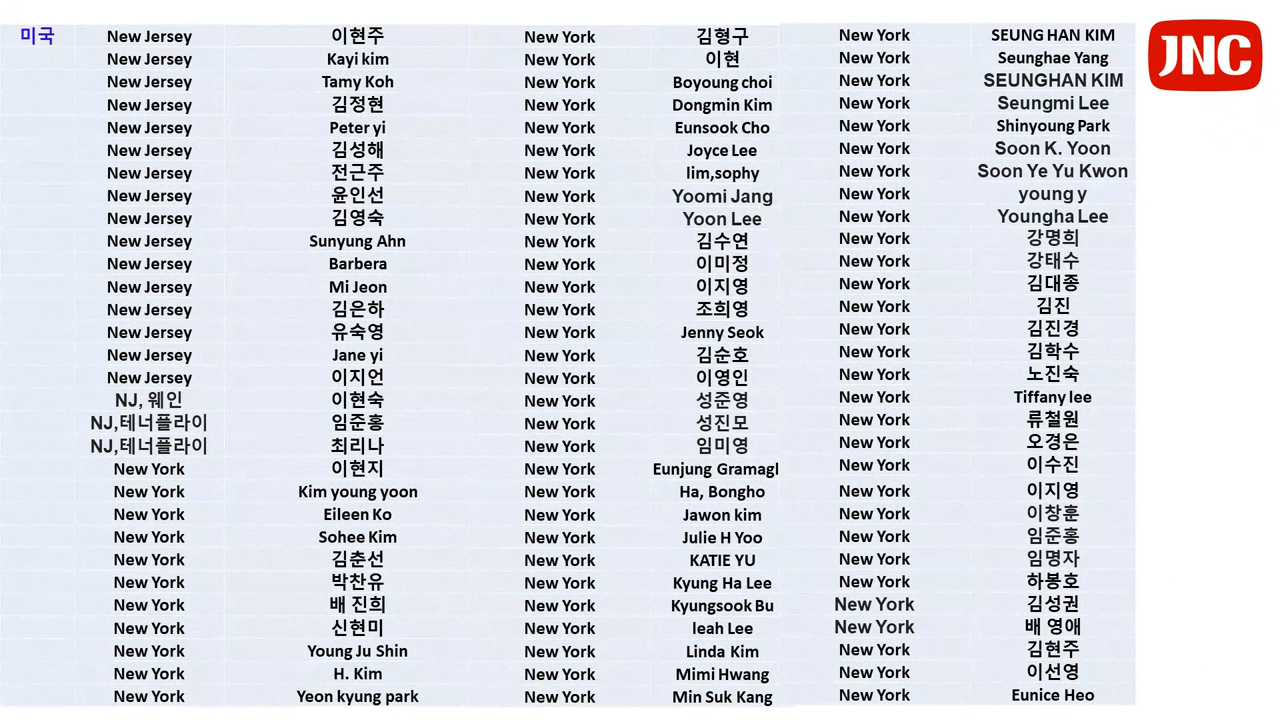 미국 New Jersey 이현주 New York 김형구 New York SEUNG HAN KIM
JNC
New Jersey Kayi kim New York 이현 New York Seunghae Yang
New Jersey Tamy Koh New York Boyoung choi New York SEUNGHAN KIM
New Jersey 김정현 New York Dongmin Kim New York Seungmi Lee
New Jersey Peter yi New York Eunsook Cho New York Shinyoung Park
New Jersey 김성해 New York Joyce Lee New York Soon K. Yoon
New Jersey 전근주 New York lim,sophy New York Soon Ye Yu Kwon
New Jersey 윤인선 New York Yoomi Jang New York young y
New Jersey 김영숙 New York Yoon Lee New York Youngha Lee
New Jersey Sunyung Ahn New York 김수연 New York 강명희
New Jersey Barbera New York 이미정 New York 강태수
New Jersey Mi Jeon New York 이지영 New York 김대종
New Jersey 김은하 New York 조희영 New York 김진
New Jersey 유숙영 New York Jenny Seok New York 김진경
New Jersey Jane yi New York 김순호 New York 김학수
New Jersey 이지언 New York 이영인 New York 노진숙
NJ, 웨인 이현숙 New York 성준영 New York Tiffany lee
NJ,테너플라이 임준홍 New York 성진모 New York 류철원
NJ,테너플라이 최리나 New York 임미영 New York 오경은
New York 이현지 New York Eunjung Gramagl New York 이수진
New York Kim young yoon New York Ha, Bongho New York 이지영
New York Eileen Ko New York Jawon kim New York 이창훈
New York Sohee Kim New York Julie H Yoo New York 임준홍
New York 김춘선 New York KATIE YU New York 임명자
New York 박찬유 New York Kyung Ha Lee New York 하봉호
New York 배 진희 New York Kyungsook Bu New York 김성권
New York 신현미 New York leah Lee New York 배 영애
New York Young Ju Shin New York Linda Kim New York 김현주
New York H. Kim New York Mimi Hwang New York 이선영
New York Yeon kyung park New York Min Suk Kang New York Eunice Heo